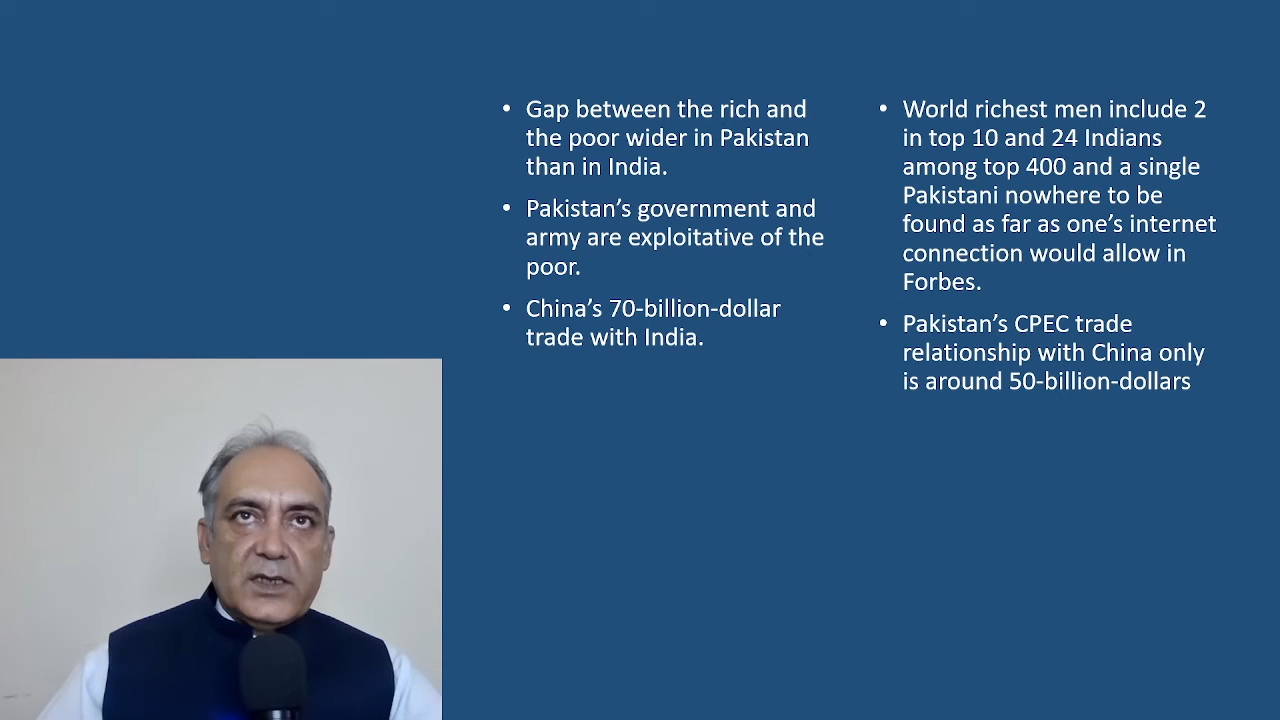 • Gap between the rich and
the poor wider in Pakistan
than in India.
• Pakistan’s government and
army are exploitative of the
poor.
• China’s 70-billion-dollar
trade with India.
• World richest men include 2
in top 10 and 24 Indians
among top 400 and a single
Pakistani nowhere to be
found as far as one’s internet
connection would allow in
Forbes.
• Pakistan’s CPEC trade
relationship with China only
is around 50-billion-dollars